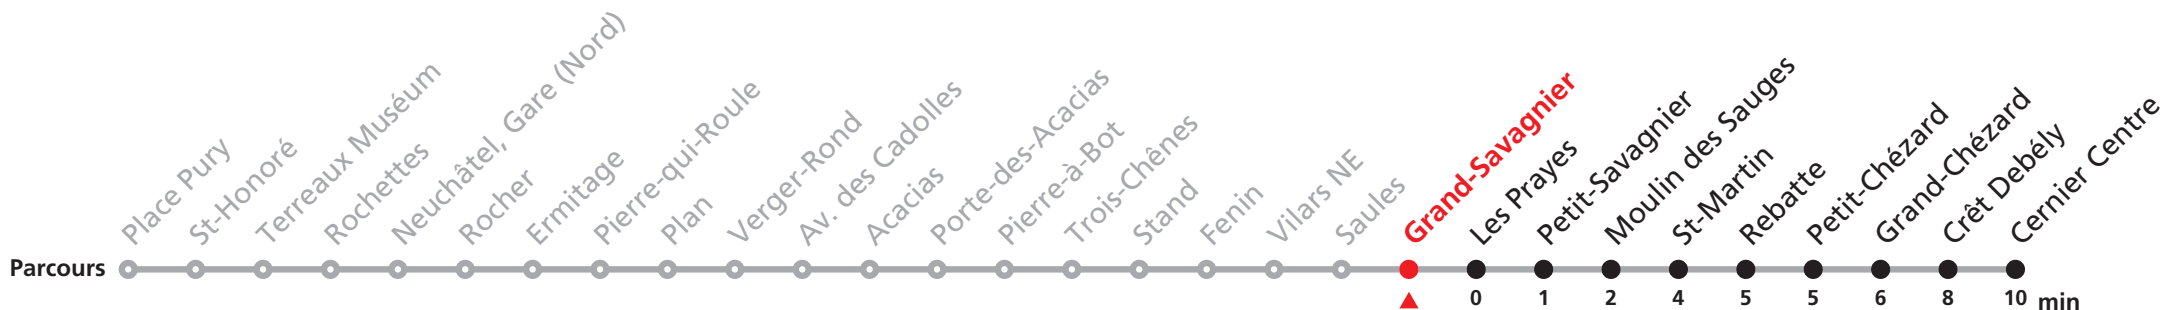 Place Pury
St-Honoré
Terreaux Muséum
Rochettes
Neuchâtel, Gare (Nord)
Rocher
Ermitage
Pierre-qui-Roule
Plan
Verger-Rond
Av. des Cadolles
Acacias
Porte-des-Acacias
Pierre-à-Bot
Trois-Chênes
Stand
Fenin
Vilars NE
Saules
Grand-Savagnier
Les Prayes
Petit-Savagnier
Moulin des Sauges
St-Martin
Rebatte
Petit-Chézard
Grand-Chézard
Crêt Debély
Cernier Centre
Parcours
0 1 2 4 5 5 6 8 10 min